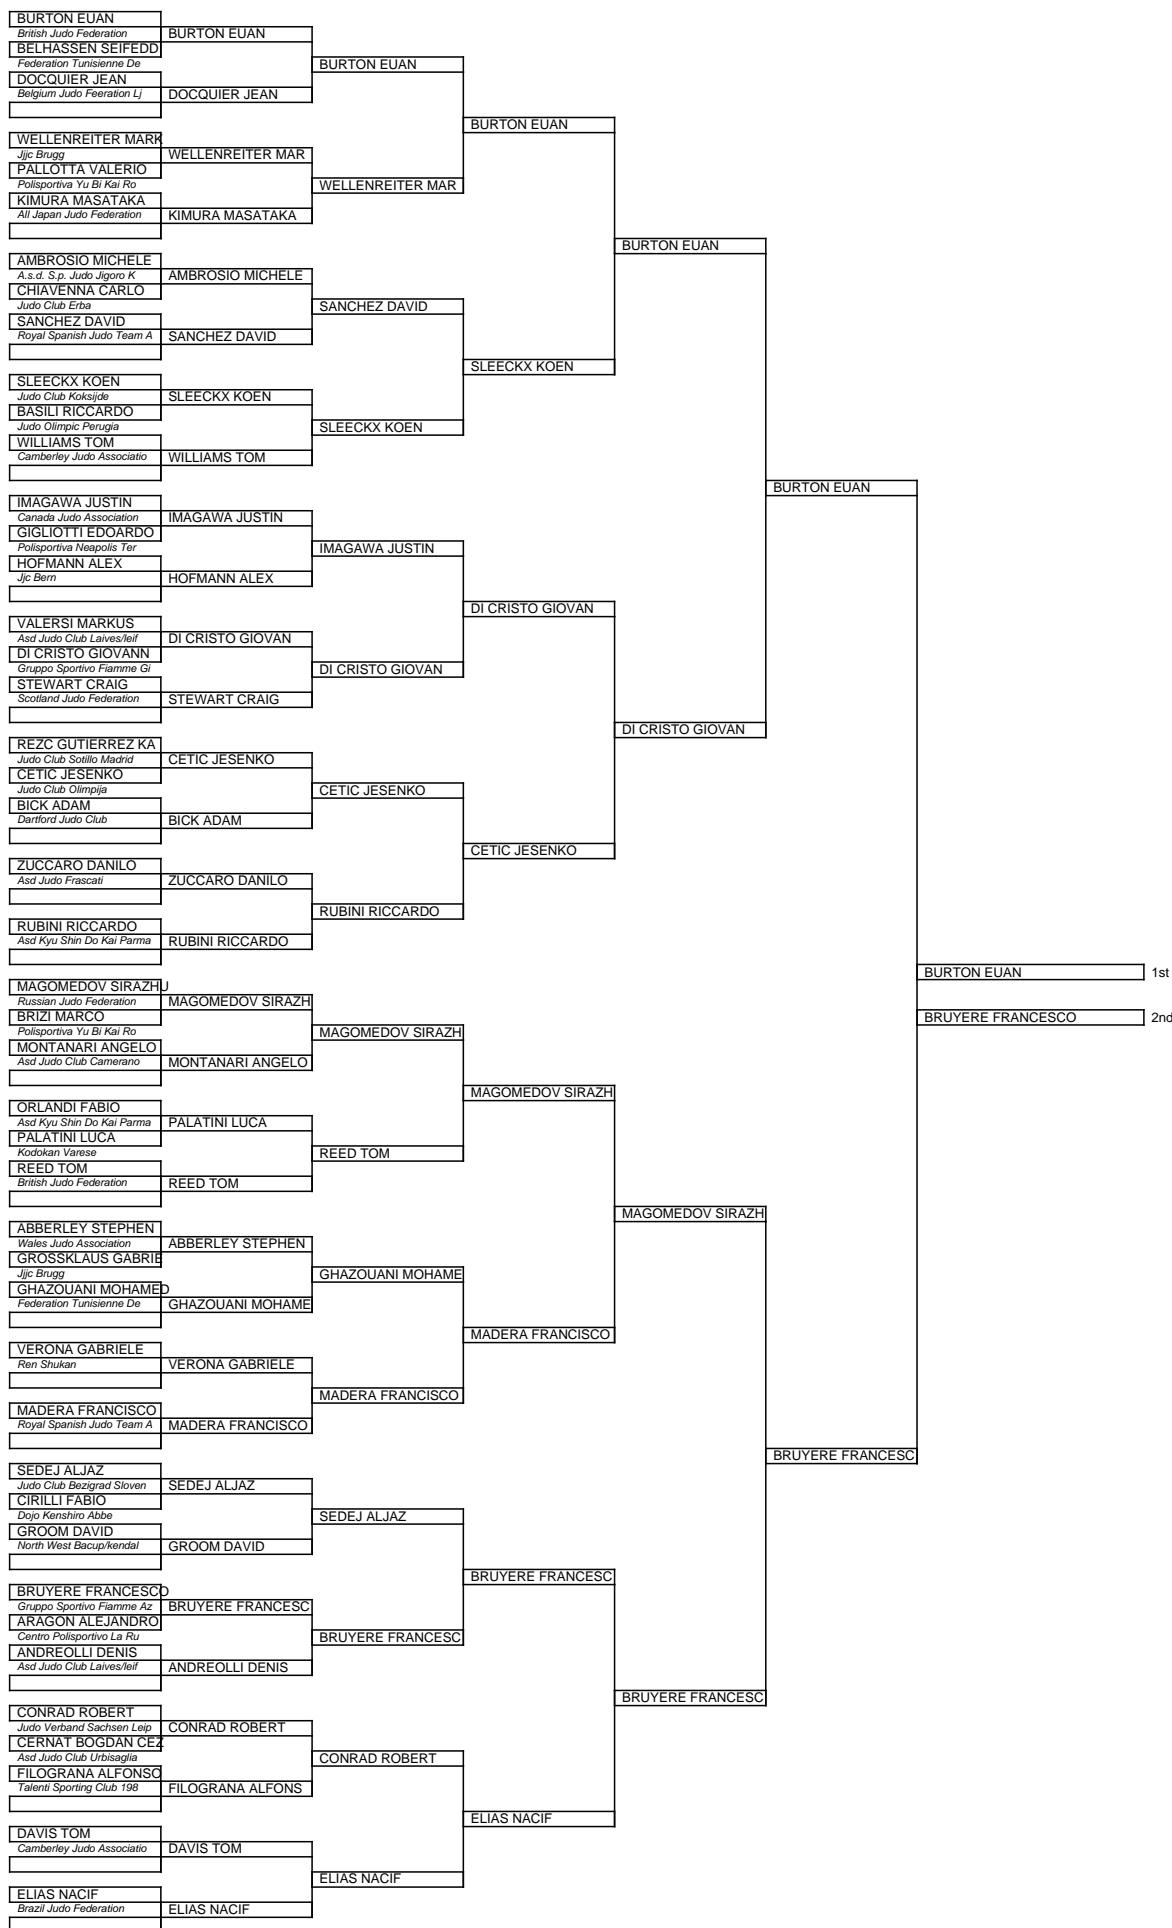 BURTON EUAN
British Judo Federation
BURTON EUAN
BELHASSEN SEIFEDD
Federation Tunisienne De
BURTON EUAN
DOCQUIER JEAN
Belgium Judo Feeration Lj
DOCQUIER JEAN
BURTON EUAN
WELLENREITER MARK
Jjjc Brugg
WELLENREITER MAR
PALLOTTA VALERIO
Polisportiva Yu Bi Kai Ro
WELLENREITER MAR
KIMURA MASATAKA
All Japan Judo Federation
KIMURA MASATAKA
BURTON EUAN
AMBROSIO MICHELE
A.s.d. S.p. Judo Jigoro K
AMBROSIO MICHELE
CHIAVENNA CARLO
Judo Club Erba
SANCHEZ DAVID
SANCHEZ DAVID
Royal Spanish Judo Team A
SANCHEZ DAVID
SLEECKX KOEN
SLEECKX KOEN
Judo Club Koksijde
SLEECKX KOEN
BASILI RICCARDO
Judo Olimpic Perugia
SLEECKX KOEN
WILLIAMS TOM
Camberley Judo Associatio
WILLIAMS TOM
BURTON EUAN
IMAGAWA JUSTIN
Canada Judo Association
IMAGAWA JUSTIN
GIGLIOTTI EDOARDO
Polisportiva Neapolis Ter
IMAGAWA JUSTIN
HOFMANN ALEX
Jjc Bern
HOFMANN ALEX
DI CRISTO GIOVAN
VALERSI MARKUS
Asd Judo Club Laives/leif
DI CRISTO GIOVAN
DI CRISTO GIOVANN
Gruppo Sportivo Fiamme Gi
DI CRISTO GIOVAN
STEWART CRAIG
Scotland Judo Federation
STEWART CRAIG
DI CRISTO GIOVAN
REZC GUTIERREZ KA
Judo Club Sotillo Madrid
CETIC JESENKO
CETIC JESENKO
Judo Club Olimpija
CETIC JESENKO
BICK ADAM
Dartford Judo Club
BICK ADAM
CETIC JESENKO
ZUCCARO DANILO
Asd Judo Frascati
ZUCCARO DANILO
RUBINI RICCARDO
RUBINI RICCARDO
Asd Kyu Shin Do Kai Parma
RUBINI RICCARDO
BURTON EUAN 1st
MAGOMEDOV SIRAZHU
Russian Judo Federation
MAGOMEDOV SIRAZH
BRIZI MARCO
BRUYERE FRANCESCO 2nd
Polisportiva Yu Bi Kai Ro
MAGOMEDOV SIRAZH
MONTANARI ANGELO
Asd Judo Club Camerano
MONTANARI ANGELO
MAGOMEDOV SIRAZH
ORLANDI FABIO
Asd Kyu Shin Do Kai Parma
PALATINI LUCA
PALATINI LUCA
Kodokan Varese
REED TOM
REED TOM
British Judo Federation
REED TOM
MAGOMEDOV SIRAZH
ABBERLEY STEPHEN
Wales Judo Association
ABBERLEY STEPHEN
GROSSKLAUS GABRIE
Jjjc Brugg
GHAZOUANI MOHAME
GHAZOUANI MOHAMED
Federation Tunisienne De
GHAZOUANI MOHAME
MADERA FRANCISCO
VERONA GABRIELE
Ren Shukan
VERONA GABRIELE
MADERA FRANCISCO
MADERA FRANCISCO
Royal Spanish Judo Team A
MADERA FRANCISCO
BRUYERE FRANCESC
SEDEJ ALJAZ
Judo Club Bezigrad Sloven
SEDEJ ALJAZ
CIRILLI FABIO
Dojo Kenshiro Abbe
SEDEJ ALJAZ
GROOM DAVID
North West Bacup/kendal
GROOM DAVID
BRUYERE FRANCESC
BRUYERE FRANCESCO
Gruppo Sportivo Fiamme Az
BRUYERE FRANCESC
ARAGON ALEJANDRO
Centro Polisportivo La Ru
BRUYERE FRANCESC
ANDREOLLI DENIS
Asd Judo Club Laives/leif
ANDREOLLI DENIS
BRUYERE FRANCESC
CONRAD ROBERT
Judo Verband Sachsen Leip
CONRAD ROBERT
CERNAT BOGDAN CEZ
Asd Judo Club Urbisaglia
CONRAD ROBERT
FILOGRANA ALFONSO
Talenti Sporting Club 198
FILOGRANA ALFONS
ELIAS NACIF
DAVIS TOM
Camberley Judo Associatio
DAVIS TOM
ELIAS NACIF
ELIAS NACIF
Brazil Judo Federation
ELIAS NACIF